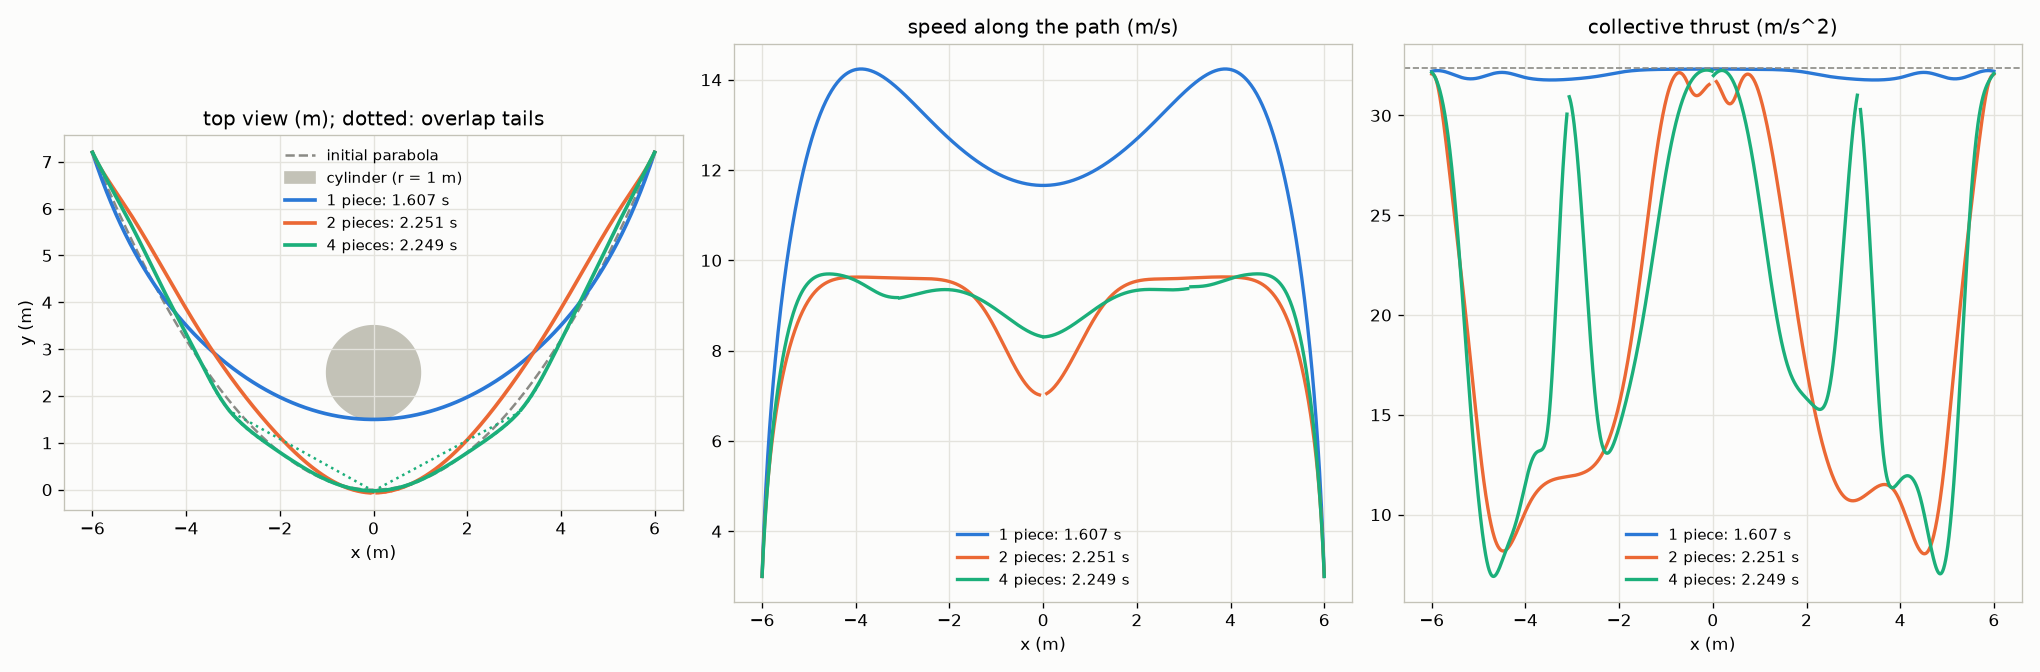 top view (m); dotted: overlap tails
y (m)
7
6
5
4
3
2
1
0
−6
−4
−2
0
2
4
6
x (m)
initial parabola
cylinder (r = 1 m)
1 piece: 1.607 s
2 pieces: 2.251 s
4 pieces: 2.249 s
speed along the path (m/s)
14
12
10
8
6
4
−6
−4
−2
0
2
4
6
x (m)
1 piece: 1.607 s
2 pieces: 2.251 s
4 pieces: 2.249 s
collective thrust (m/s^2)
30
25
20
15
10
−6
−4
−2
0
2
4
6
x (m)
1 piece: 1.607 s
2 pieces: 2.251 s
4 pieces: 2.249 s